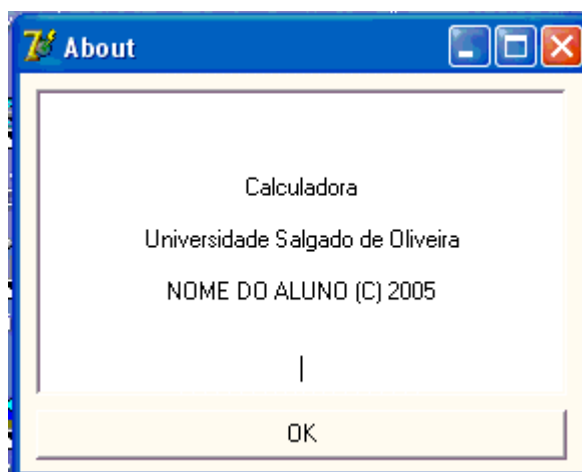 About
Calculadora
Universidade Salgado de Oliveira
NOME DO ALUNO (C) 2005
OK